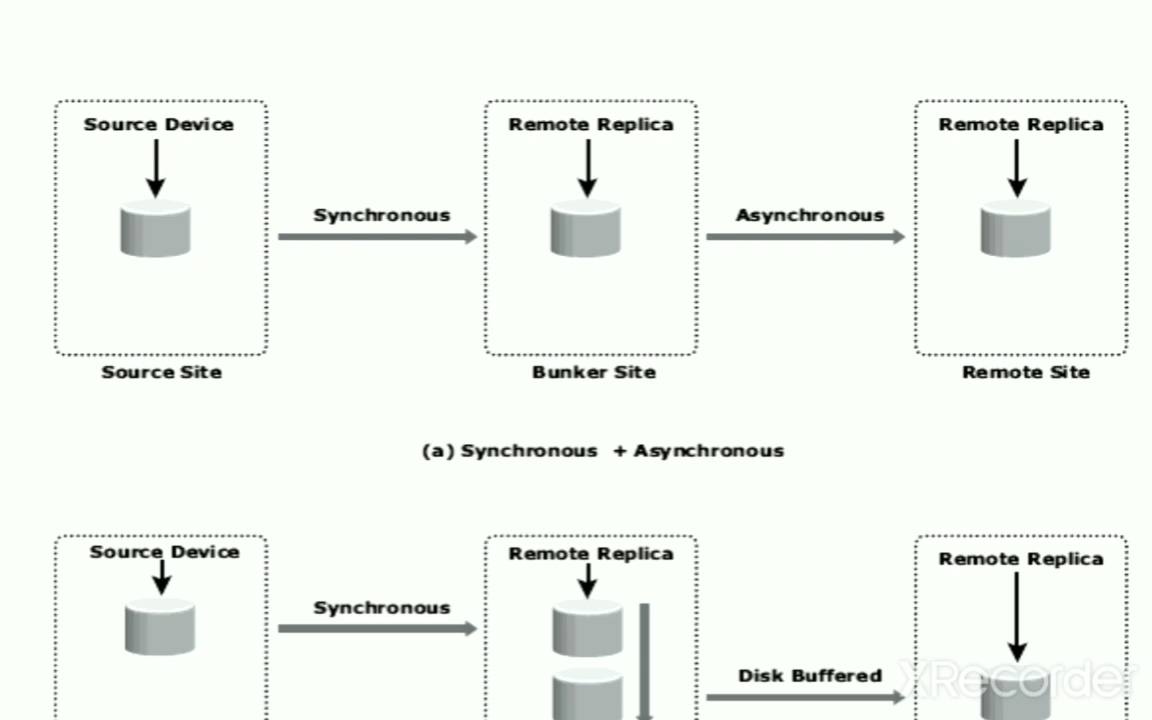 Source Device
Remote Replica
Remote Replica
Synchronous
Asynchronous
Source Site
Bunker Site
Remote Site
(a) Synchronous + Asynchronous
Source Device
Remote Replica
Remote Replica
Synchronous
Disk Buffered
XRecorder